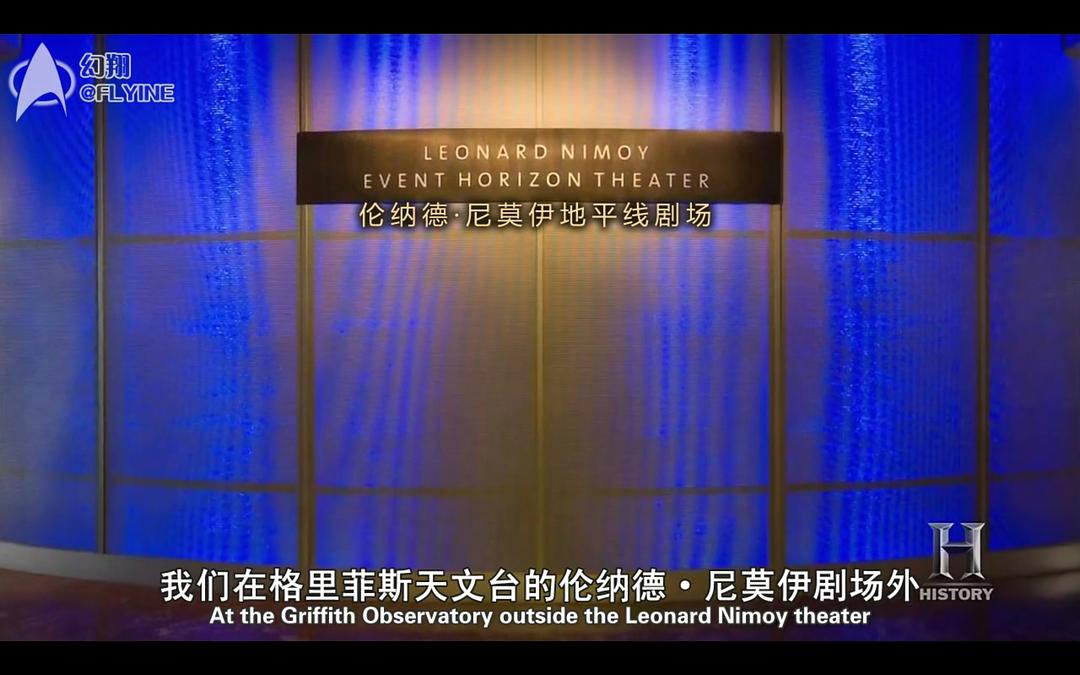 幻翔
@FLYINE
LEONARD NIMOY
EVENT HORIZON THEATER
伦纳德·尼莫伊地平线剧场
H
HISTORY
我们在格里菲斯天文台的伦纳德·尼莫伊剧场外
At the Griffith Observatory outside the Leonard Nimoy theater